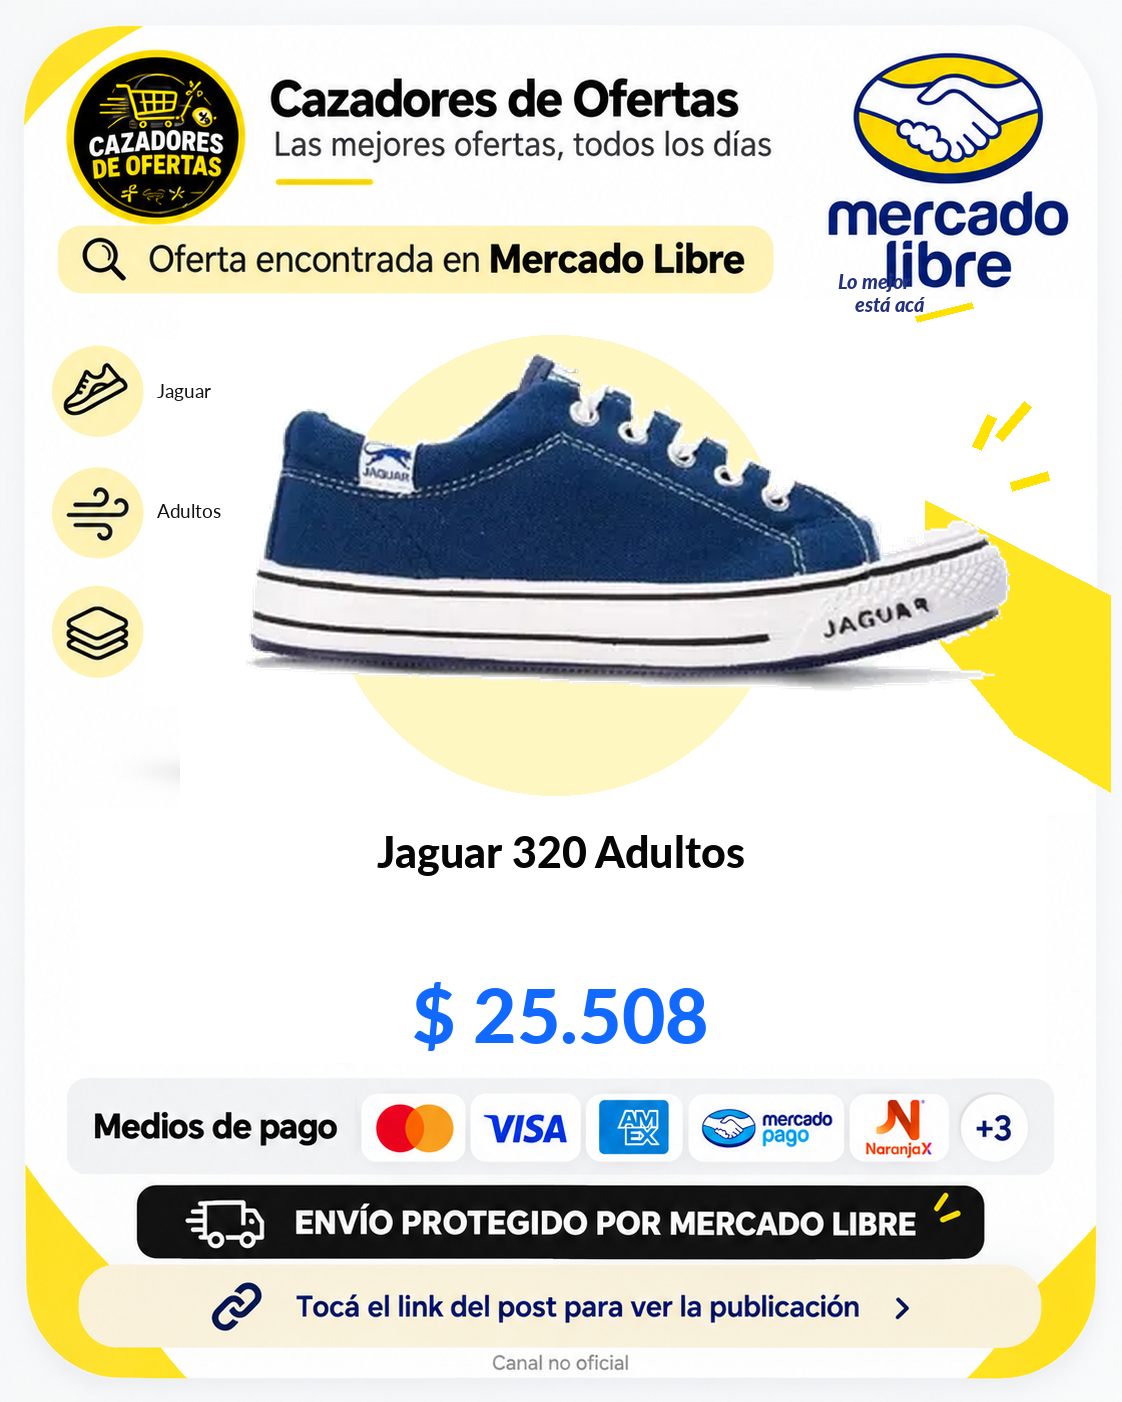 CAZADORES
DE OFERTAS
Cazadores de Ofertas
Las mejores ofertas, todos los días
mercado
libre
Lo mejor
está acá
Oferta encontrada en Mercado Libre
Jaguar
Adultos
JAGUAR
JAGUAR
Jaguar 320 Adultos
$ 25.508
Medios de pago
VISA
AM
EX
mercado
pago
NaranjaX
+3
ENVÍO PROTEGIDO POR MERCADO LIBRE
Tocá el link del post para ver la publicación
Canal no oficial